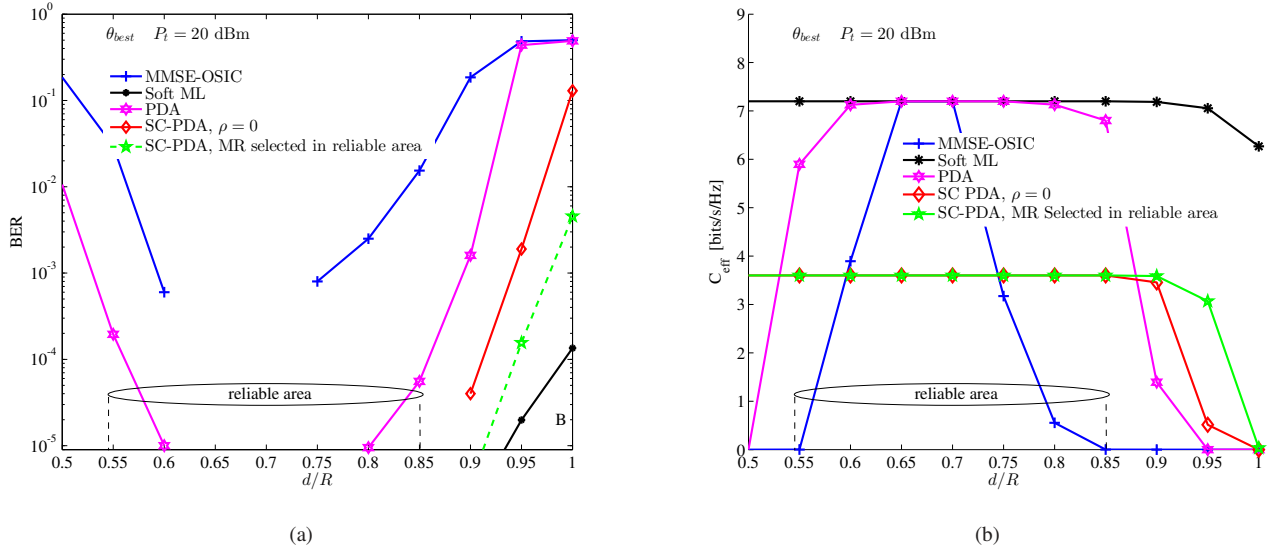 θbest Pt = 20 dBm
MMSE-OSIC
Soft ML
PDA
SC-PDA, ρ = 0
SC-PDA, MR selected in reliable area
reliable area
B
10^0
10^-1
10^-2
10^-3
10^-4
10^-5
BER
0.5 0.55 0.6 0.65 0.7 0.75 0.8 0.85 0.9 0.95 1
d/R
(a)
θbest Pt = 20 dBm
MMSE-OSIC
Soft ML
PDA
SC PDA, ρ = 0
SC-PDA, MR Selected in reliable area
reliable area
9
8
7
6
5
4
3
2
1
0
Ceff [bits/s/Hz]
0.5 0.55 0.6 0.65 0.7 0.75 0.8 0.85 0.9 0.95 1
d/R
(b)